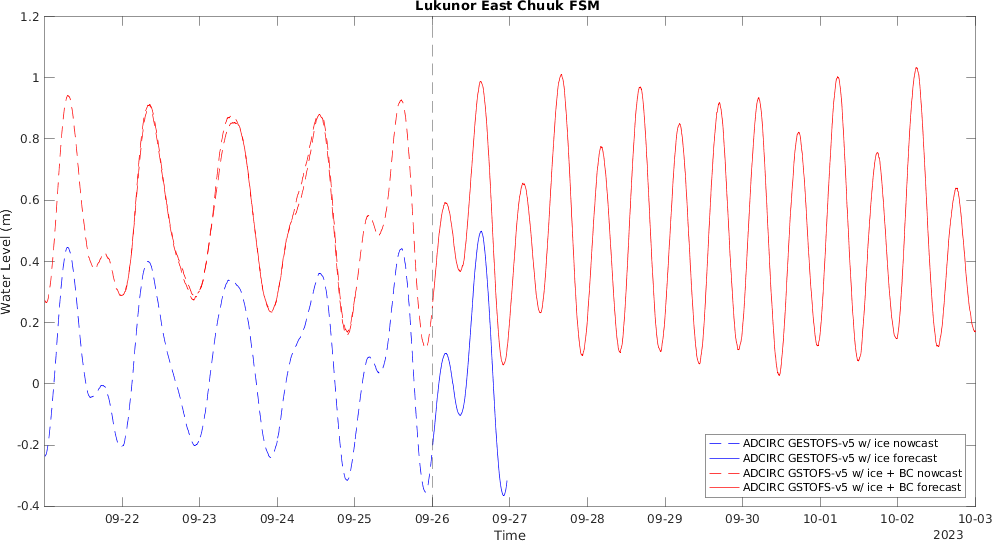 Lukunor East Chuuk FSM
1.2
1
0.8
0.6
0.4
0.2
0
-0.2
-0.4
Water Level (m)
ADCIRC GESTOFS-v5 w/ ice nowcast
ADCIRC GESTOFS-v5 w/ ice forecast
ADCIRC GSTOFS-v5 w/ ice + BC nowcast
ADCIRC GSTOFS-v5 w/ ice + BC forecast
09-22 09-23 09-24 09-25 09-26 09-27 09-28 09-29 09-30 10-01 10-02 10-03
Time
2023